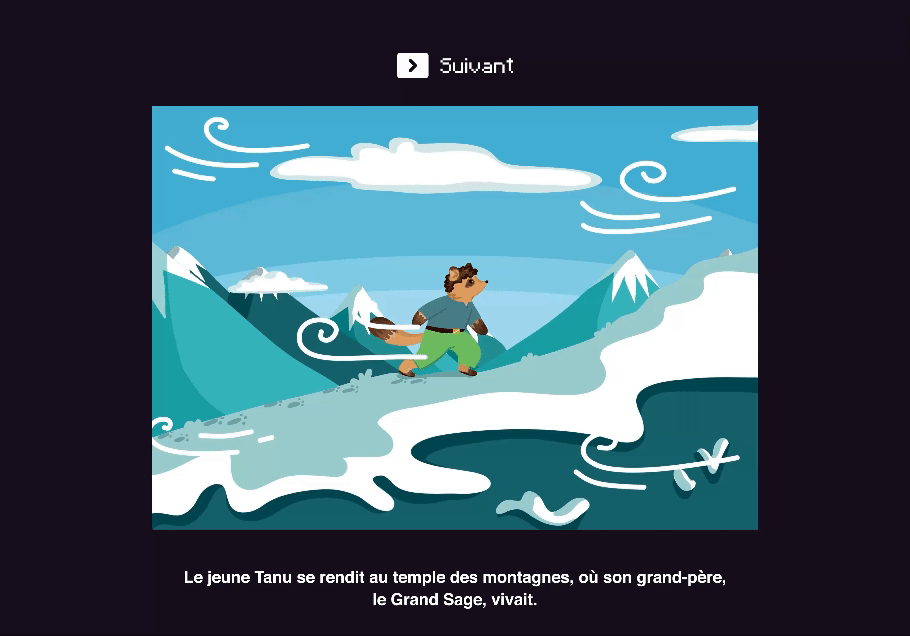 Suivant
Le jeune Tanu se rendit au temple des montagnes, où son grand-père,
le Grand Sage, vivait.